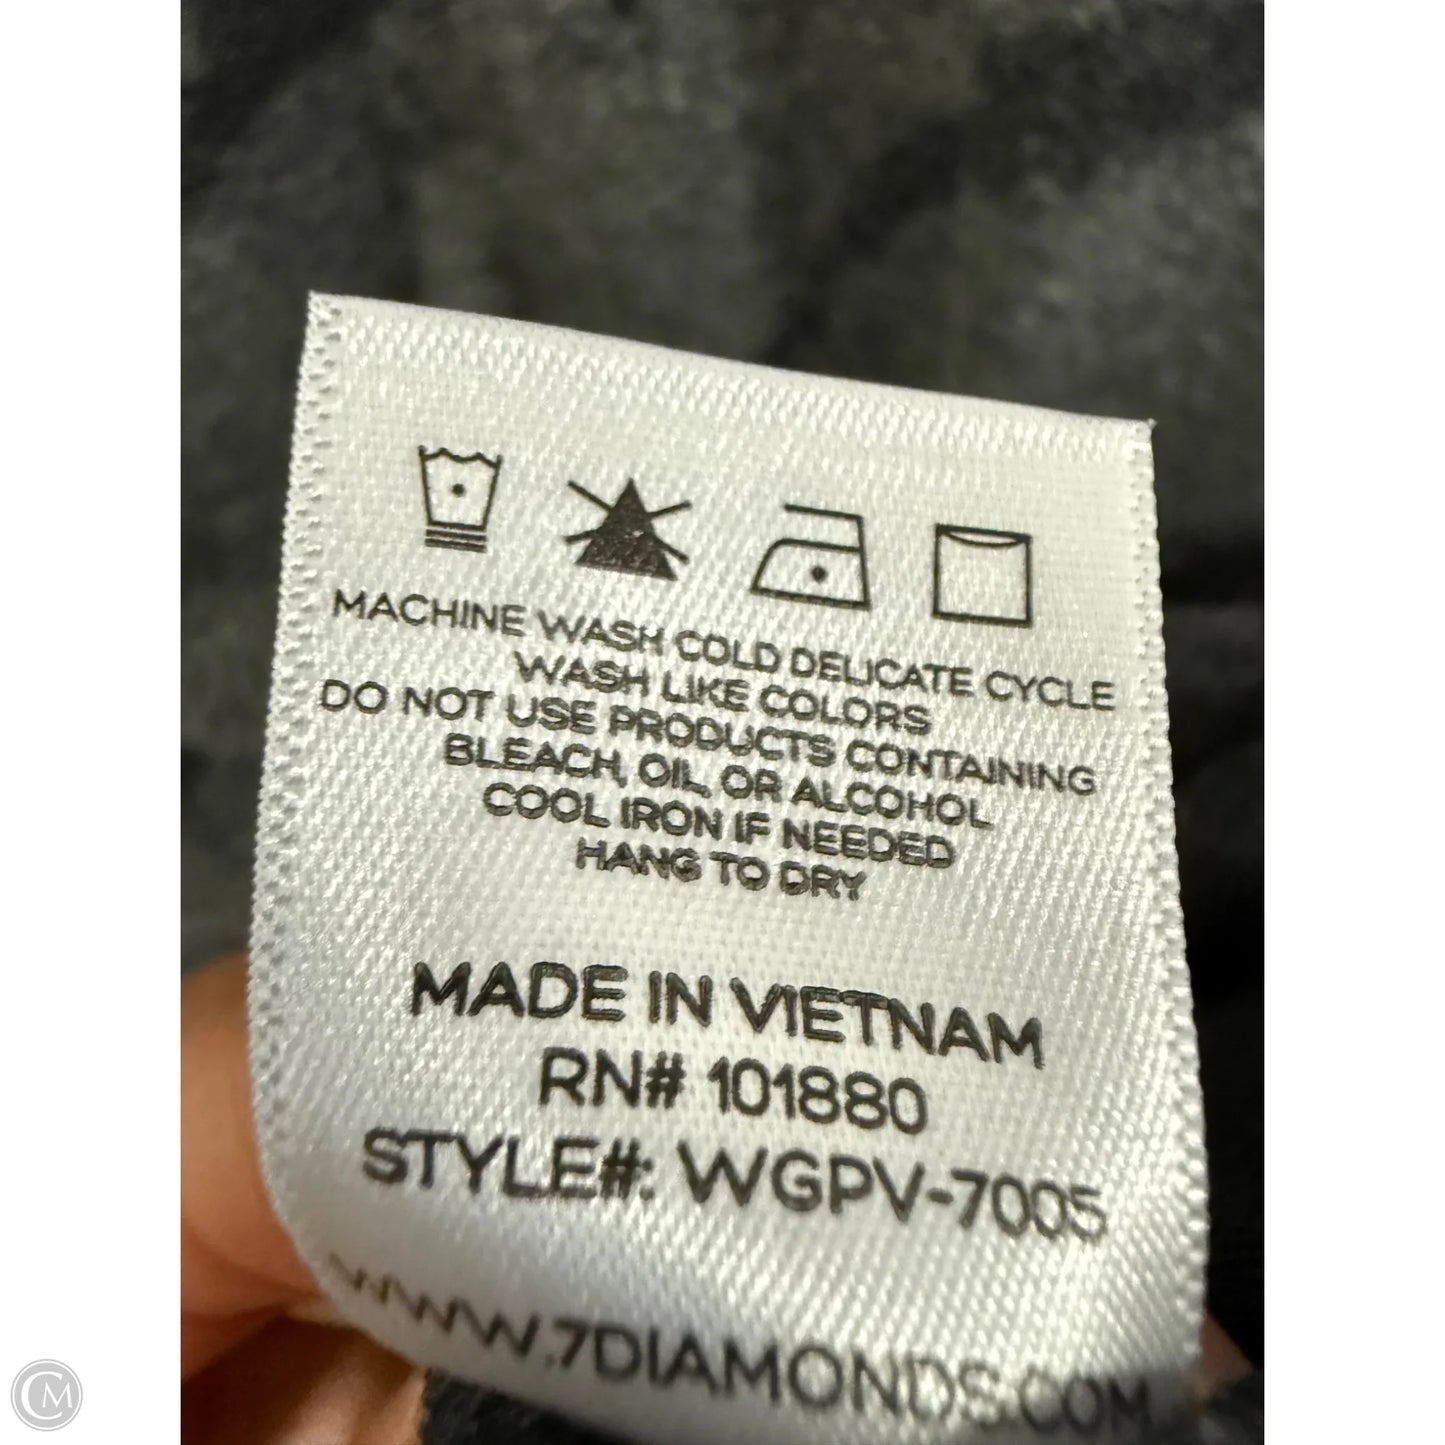 MACHINE WASH COLD DELICATE CYCLE
WASH LIKE COLORS
DO NOT USE PRODUCTS CONTAINING
BLEACH, OIL, OR ALCOHOL
COOL IRON IF NEEDED
HANG TO DRY
MADE IN VIETNAM
RN# 101880
STYLE#: WGPV-7005
WWW.7DIAMONDS.COM
CM